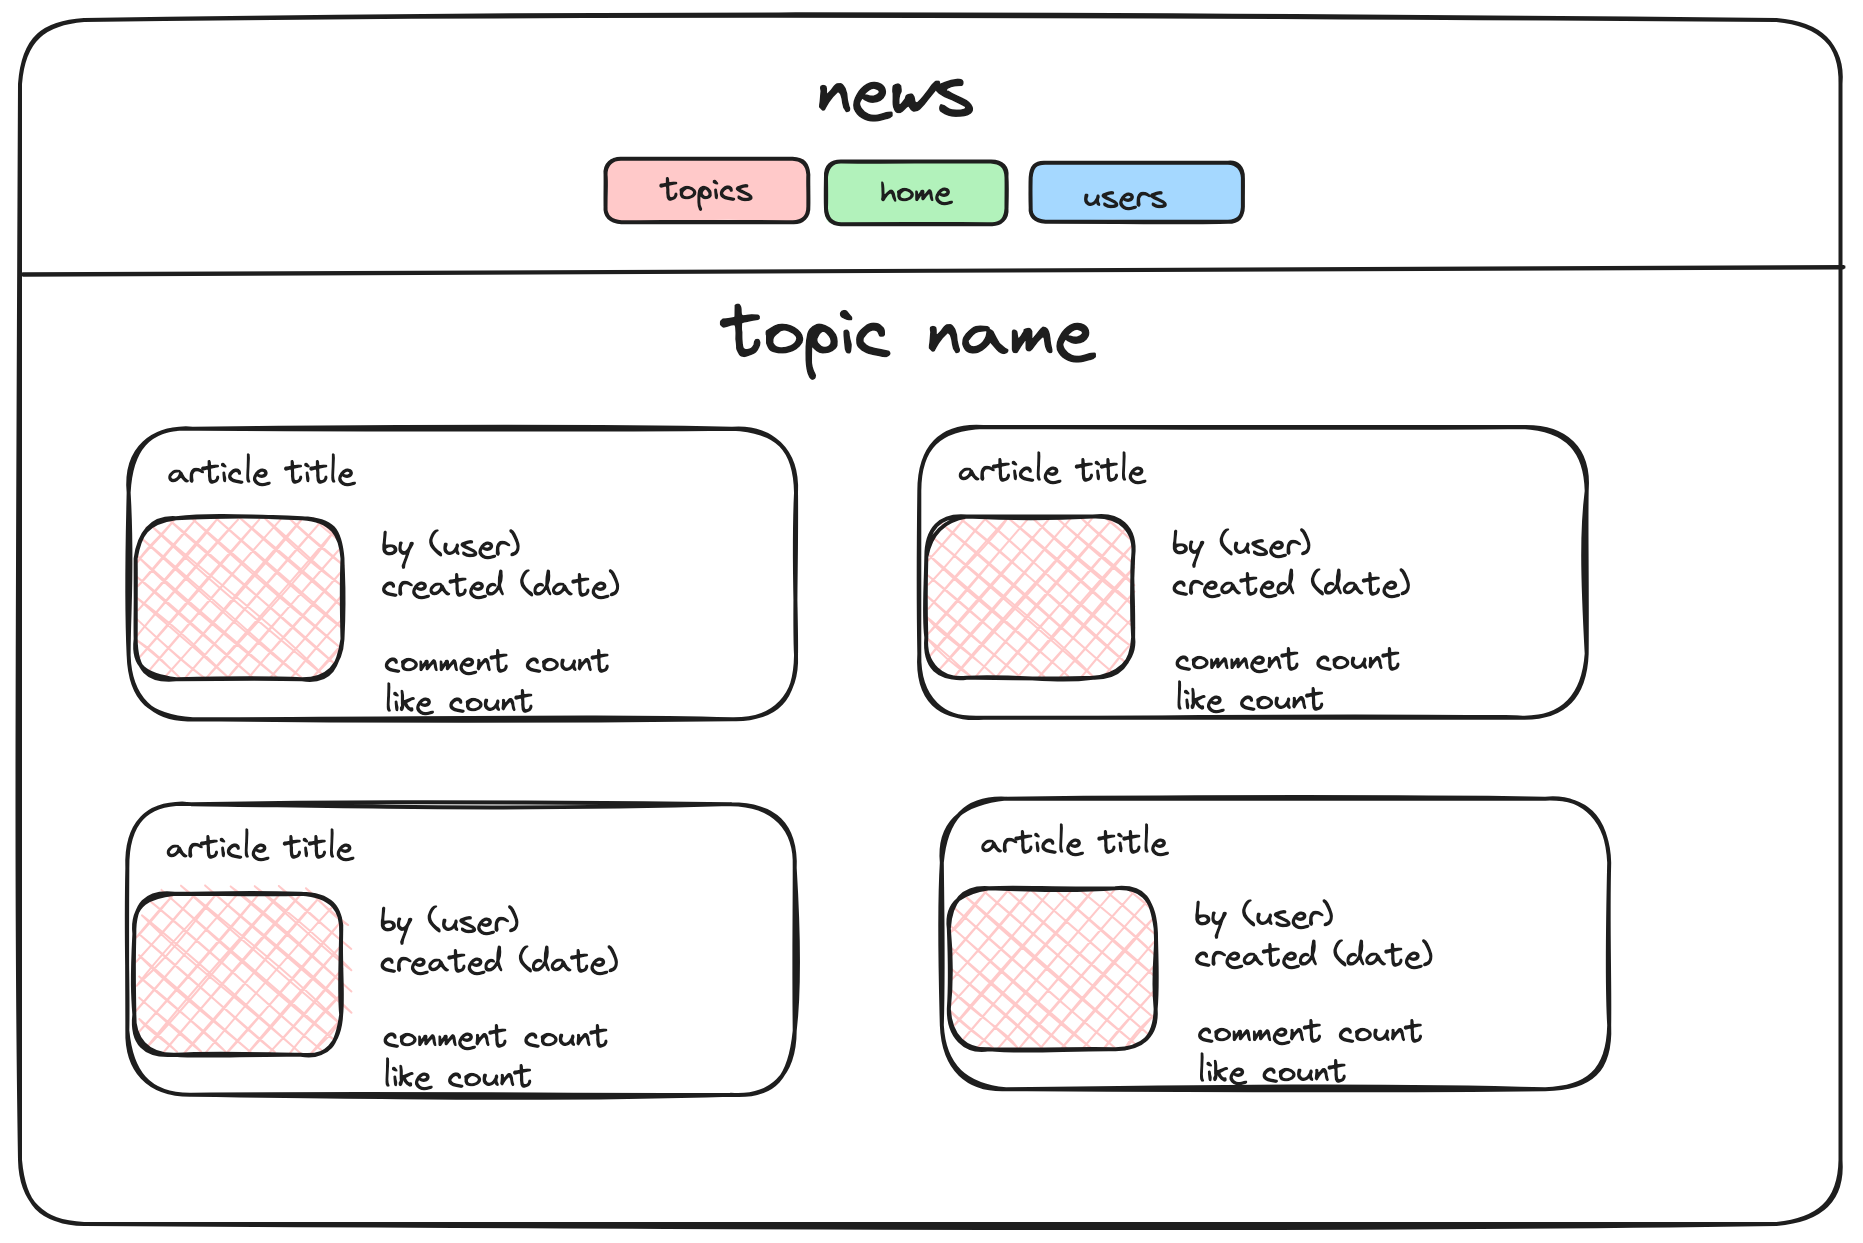 news
topics
home
users
topic name
article title
by (user)
created (date)
comment count
like count
article title
by (user)
created (date)
comment count
like count
article title
by (user)
created (date)
comment count
like count
article title
by (user)
created (date)
comment count
like count